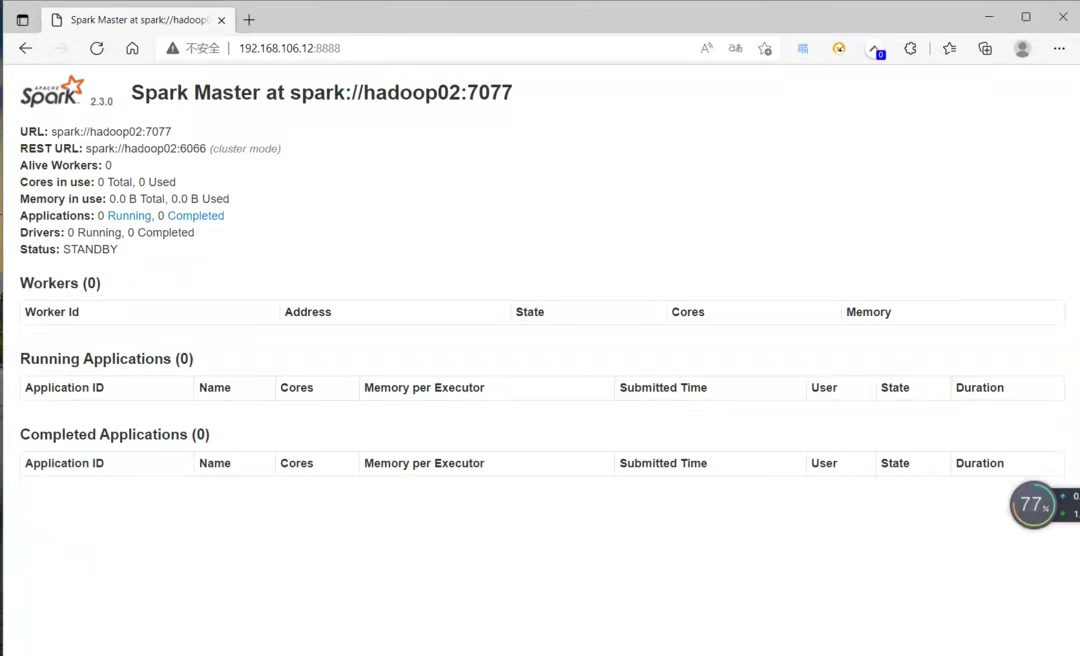 Spark Master at spark://hadoop
不安全 | 192.168.106.12:8888
0
APACHE Spark 2.3.0 Spark Master at spark://hadoop02:7077
URL: spark://hadoop02:7077
REST URL: spark://hadoop02:6066 (cluster mode)
Alive Workers: 0
Cores in use: 0 Total, 0 Used
Memory in use: 0.0 B Total, 0.0 B Used
Applications: 0 Running, 0 Completed
Drivers: 0 Running, 0 Completed
Status: STANDBY
Workers (0)
Worker Id Address State Cores Memory
Running Applications (0)
Application ID Name Cores Memory per Executor Submitted Time User State Duration
Completed Applications (0)
Application ID Name Cores Memory per Executor Submitted Time User State Duration
77%